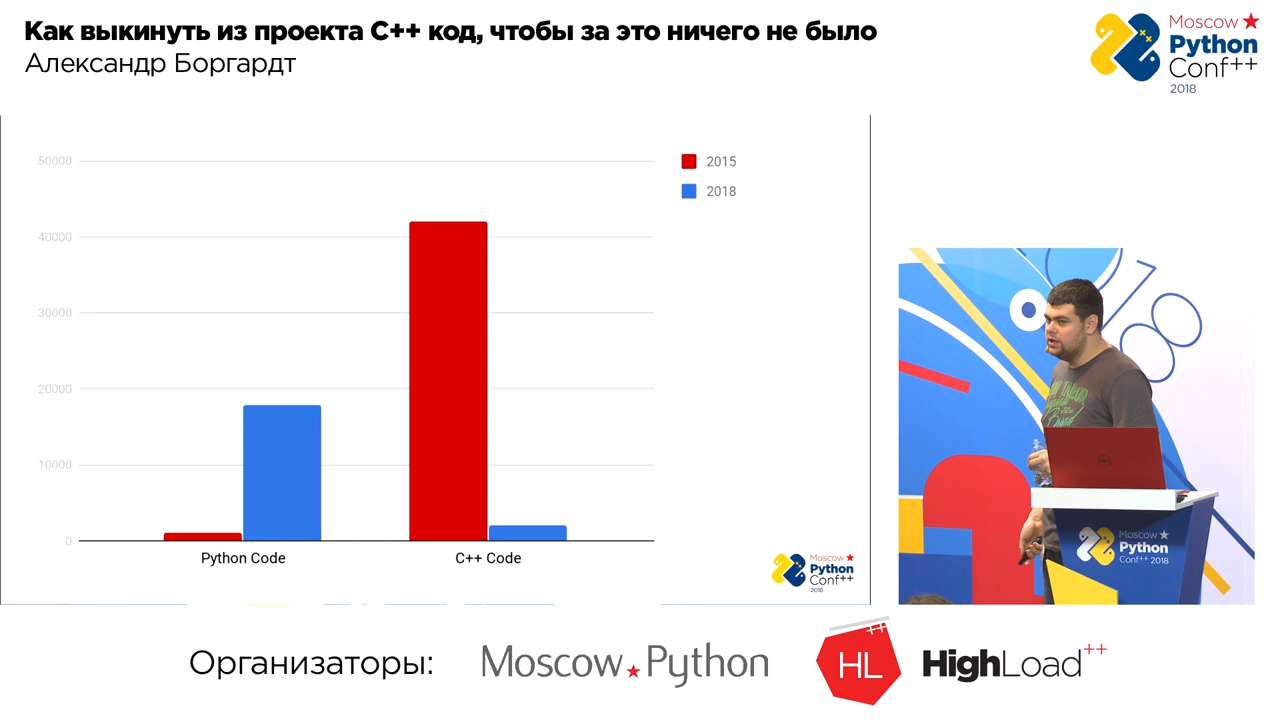 Как выкинуть из проекта C++ код, чтобы за это ничего не было
Александр Боргардт
Moscow
Python
Conf++
2018
50000
40000
30000
20000
10000
0
2015
2018
Python Code
C++ Code
Moscow
Python
Conf++
2018
18
Moscow
Python
Conf++ 2018
Организаторы:
Moscow Python
++
HL
HighLoad++